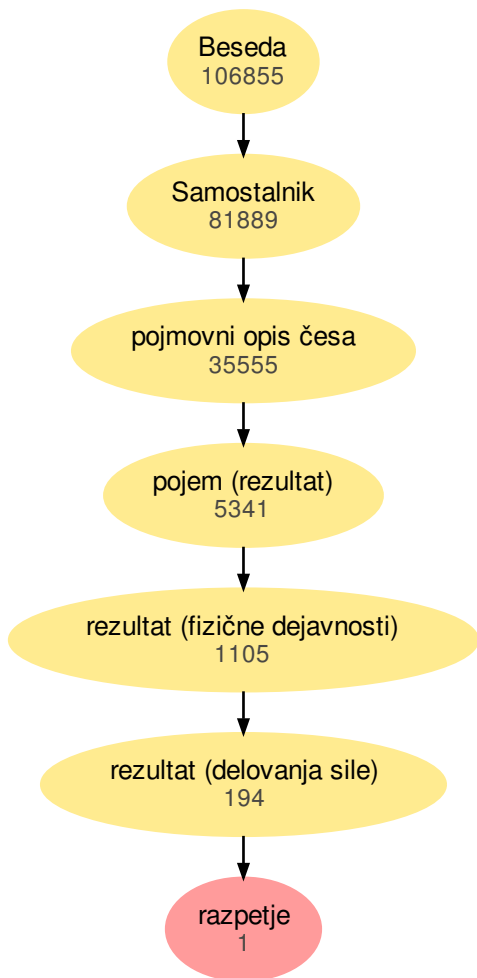 Beseda
106855
Samostalnik
81889
pojmovni opis česa
35555
pojem (rezultat)
5341
rezultat (fizične dejavnosti)
1105
rezultat (delovanja sile)
194
razpetje
1